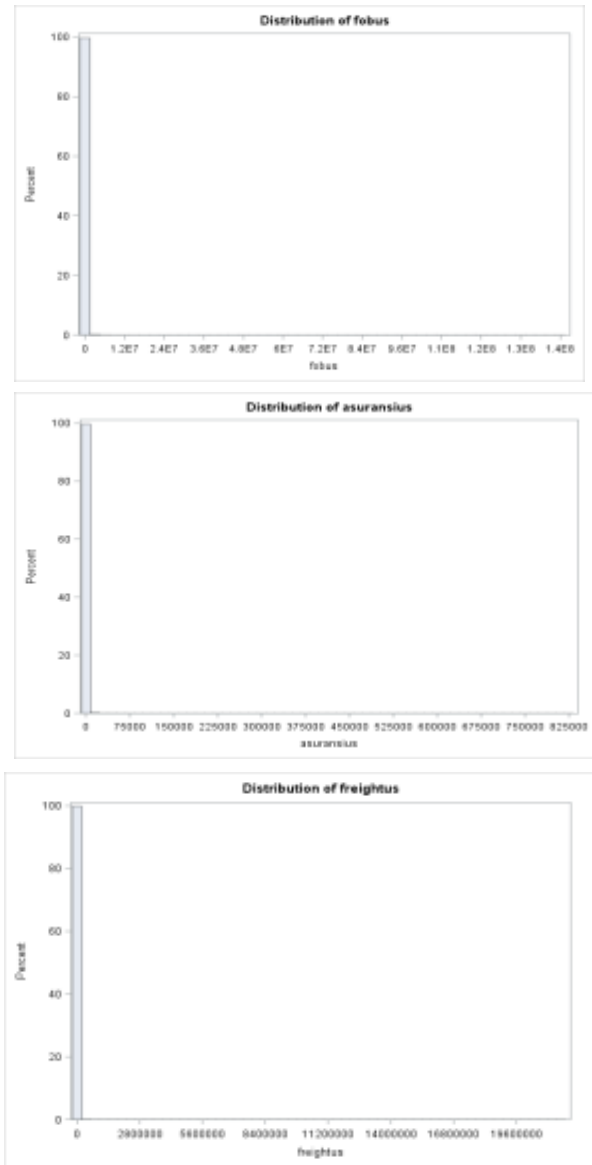 Distribution of fobus
100
80
60
Percent
40
20
0
0 1.2E7 2.4E7 3.6E7 4.8E7 6E7 7.2E7 8.4E7 9.6E7 1.1E8 1.2E8 1.3E8 1.4E8
fobus
Distribution of asuransius
100
80
60
Percent
40
20
0
0 75000 150000 225000 300000 375000 450000 525000 600000 675000 750000 825000
asuransius
Distribution of freightus
100
80
60
Percent
40
20
0
0 2800000 5600000 8400000 11200000 14000000 16800000 19600000
freightus